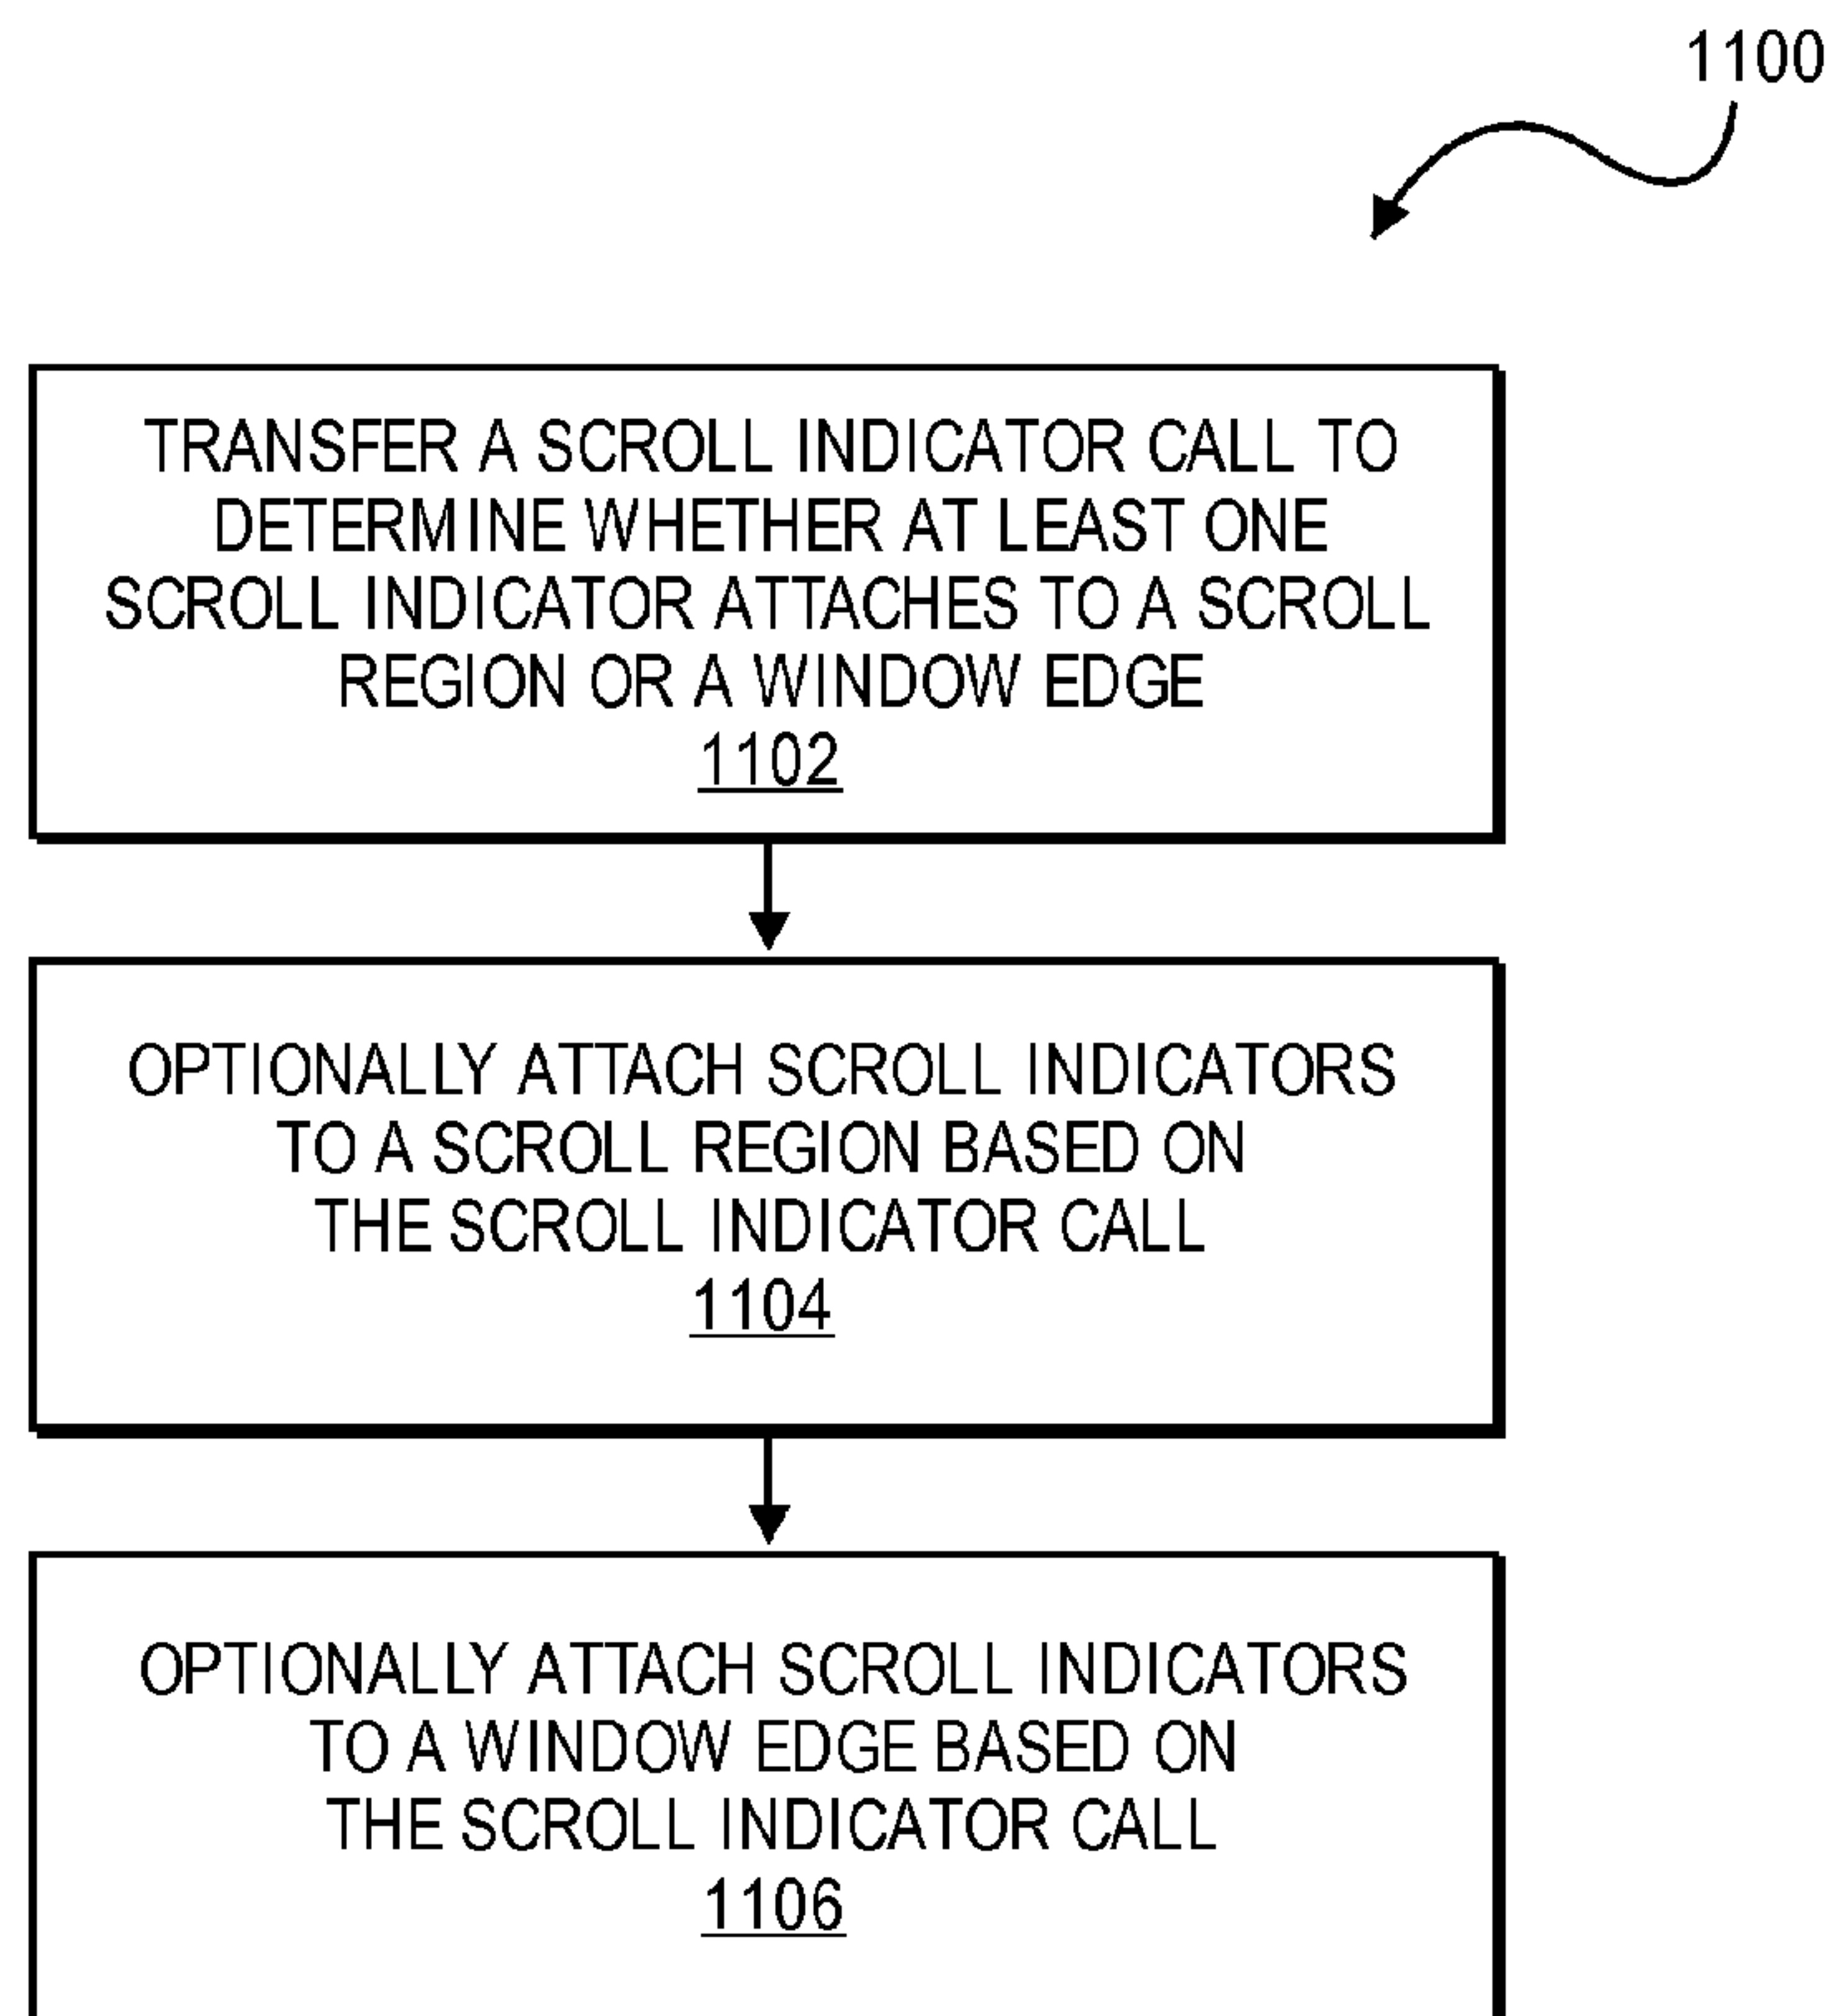 1100
TRANSFER A SCROLL INDICATOR CALL TO
DETERMINE WHETHER AT LEAST ONE
SCROLL INDICATOR ATTACHES TO A SCROLL
REGION OR A WINDOW EDGE
1102
OPTIONALLY ATTACH SCROLL INDICATORS
TO A SCROLL REGION BASED ON
THE SCROLL INDICATOR CALL
1104
OPTIONALLY ATTACH SCROLL INDICATORS
TO A WINDOW EDGE BASED ON
THE SCROLL INDICATOR CALL
1106